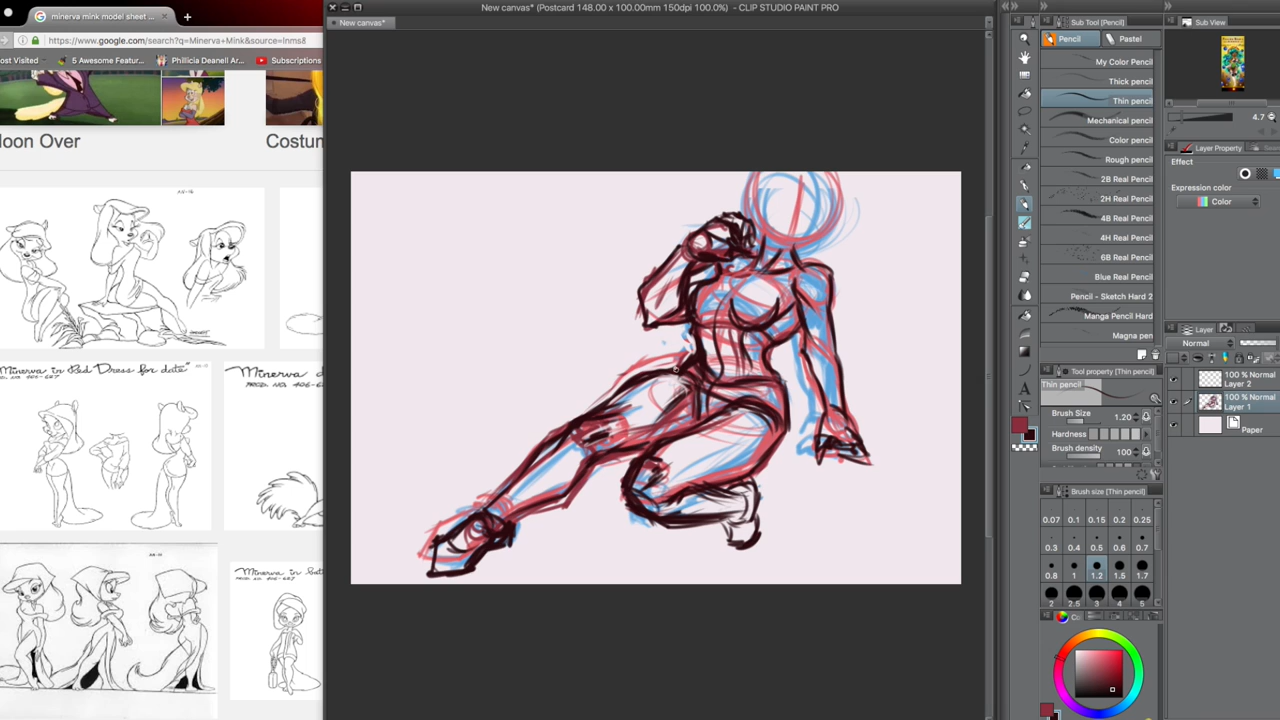 minerva mink model sheet ...
https://www.google.com/search?q=Minerva+Mink&source=lnms&
ost Visited
5 Awesome Featur...
Phillicia Deanell Ar...
Subscriptions
loon Over
Costun
Minerva in Red Dress for date"
Minerva a
PROD. NO. 406-6
Minerva in
New canvas* (Postcard 148.00 x 100.00mm 150dpi 100.0%) - CLIP STUDIO PAINT PRO
New canvas*
Sub Tool [Pencil]
Pencil
Pastel
My Color Pencil
Thick pencil
Thin pencil
Mechanical pencil
Color pencil
Rough pencil
2B Real Pencil
2H Real Pencil
4B Real Pencil
4H Real Pencil
6B Real Pencil
Blue Real Pencil
Pencil - Sketch Hard 2
Manga Pencil Hard
Magna pen
Tool property [Thin pencil]
Thin pencil
Brush Size 1.20
Hardness
Brush density 100
Brush size [Thin pencil]
0.07 0.1 0.15 0.2 0.25
0.3 0.4 0.5 0.6 0.7
0.8 1 1.2 1.5 1.7
2 2.5 3 4 5
Sub View
4.7
Layer Property
Effect
Expression color
Color
Layer
Normal
100 % Normal
Layer 2
100 % Normal
Layer 1
Paper